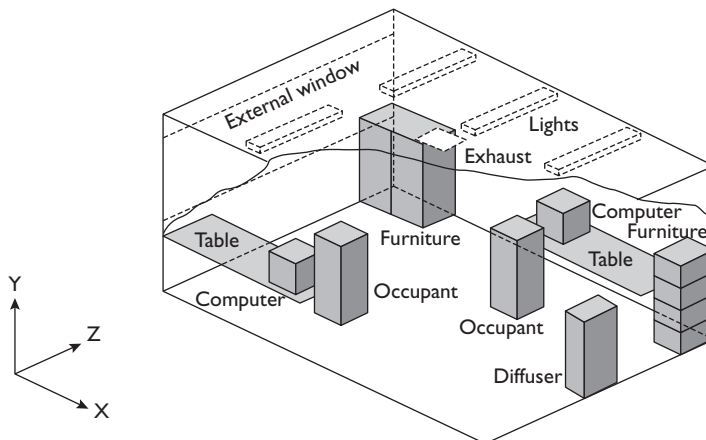 External window
Lights
Exhaust
Computer
Furniture
Table
Furniture
Table
Y
Computer
Occupant
Occupant
Z
Diffuser
X